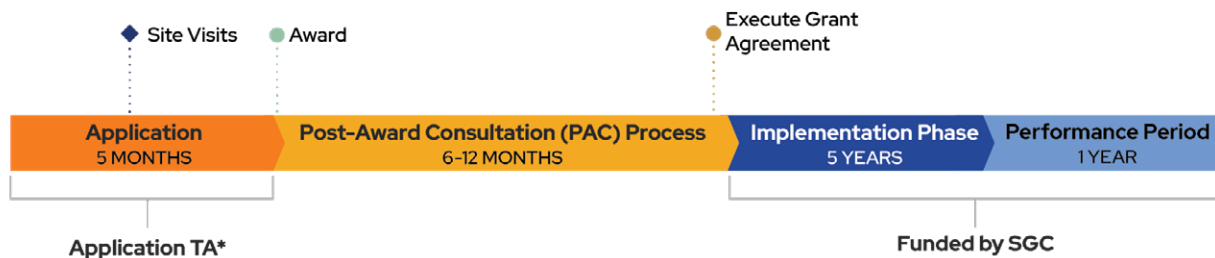 Site Visits
Award
Execute Grant
Agreement
Application
5 MONTHS
Post-Award Consultation (PAC) Process
6-12 MONTHS
Implementation Phase
5 YEARS
Performance Period
1 YEAR
Application TA*
Funded by SGC